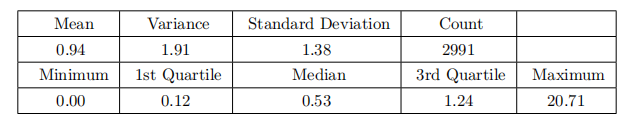 Mean Variance Standard Deviation Count
0.94 1.91 1.38 2991
Minimum 1st Quartile Median 3rd Quartile Maximum
0.00 0.12 0.53 1.24 20.71